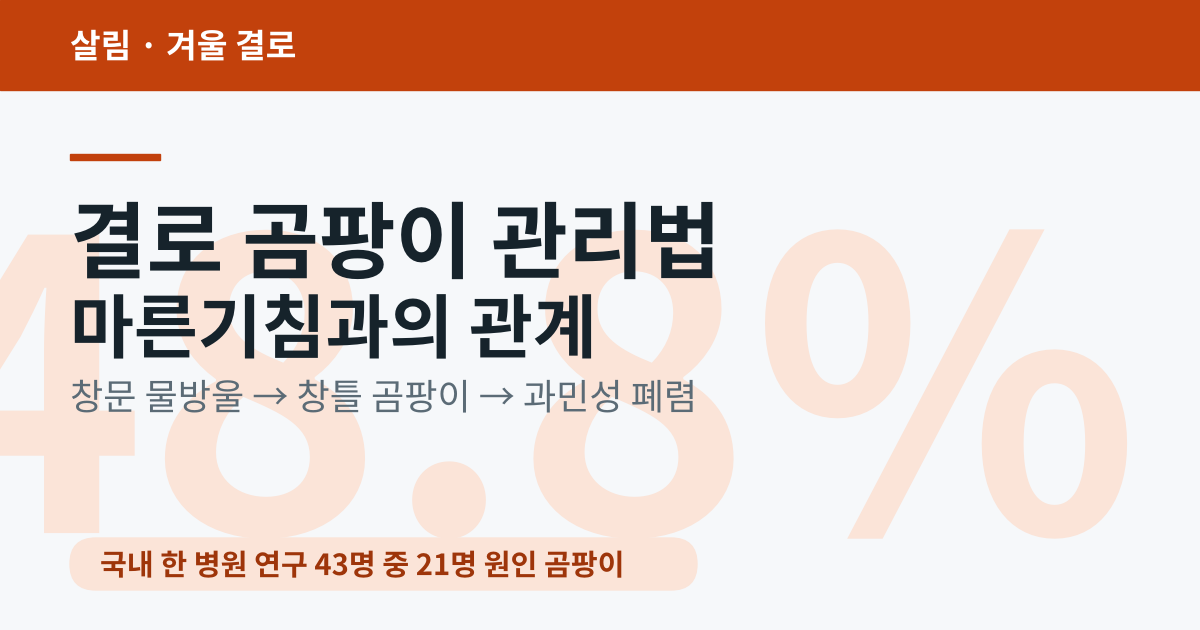 살림 · 겨울 결로
결로 곰팡이 관리법
마른기침과의 관계
창문 물방울 → 창틀 곰팡이 → 과민성 폐렴
48.8%
국내 한 병원 연구 43명 중 21명 원인 곰팡이